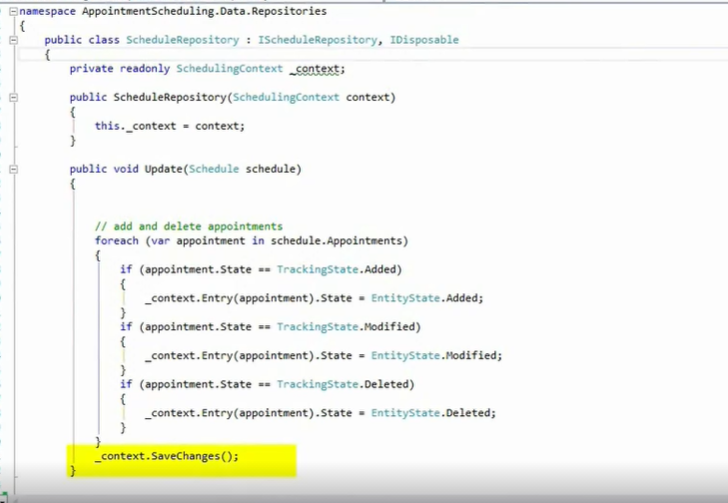 namespace AppointmentScheduling.Data.Repositories
{
public class ScheduleRepository : IScheduleRepository, IDisposable
{
private readonly SchedulingContext _context;
public ScheduleRepository(SchedulingContext context)
{
this._context = context;
}
public void Update(Schedule schedule)
{
// add and delete appointments
foreach (var appointment in schedule.Appointments)
{
if (appointment.State == TrackingState.Added)
{
_context.Entry(appointment).State = EntityState.Added;
}
if (appointment.State == TrackingState.Modified)
{
_context.Entry(appointment).State = EntityState.Modified;
}
if (appointment.State == TrackingState.Deleted)
{
_context.Entry(appointment).State = EntityState.Deleted;
}
}
_context.SaveChanges();
}